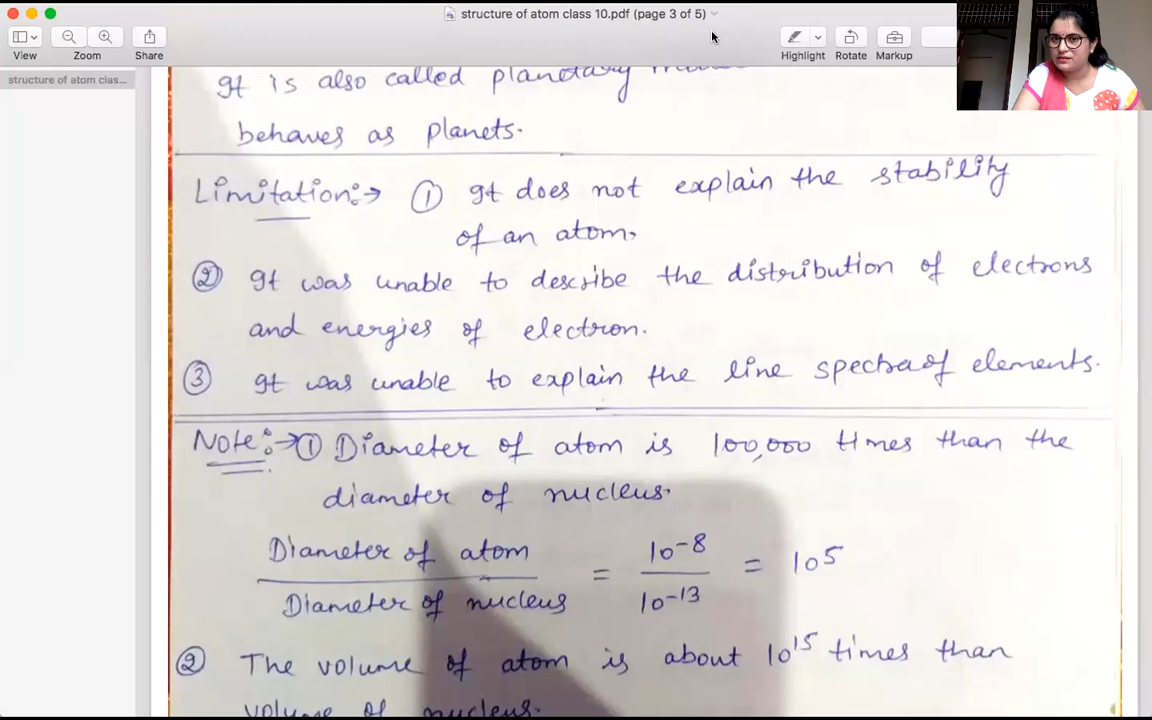 structure of atom class 10.pdf (page 3 of 5)
View Zoom Share Highlight Rotate Markup
structure of atom clas...
It is also called planetary
behaves as planets.
Limitation:→ ① It does not explain the stability
of an atom,
② It was unable to describe the distribution of electrons
and energies of electron.
③ It was unable to explain the line spectra of elements.
Note:→① Diameter of atom is 100,000 times than the
diameter of nucleus.
Diameter of atom / Diameter of nucleus = 10⁻⁸ / 10⁻¹³ = 10⁵
② The volume of atom is about 10¹⁵ times than
volume of nucleus.